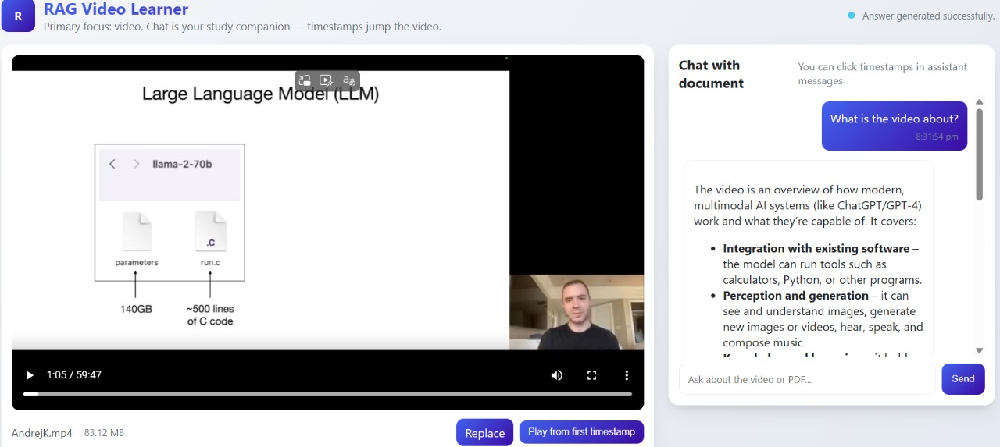 R
RAG Video Learner
Primary focus: video. Chat is your study companion — timestamps jump the video.
Answer generated successfully.
Large Language Model (LLM)
llama-2-70b
.C
parameters
run.c
140GB
~500 lines
of C code
1:05 / 59:47
AndrejK.mp4
83.12 MB
Replace
Play from first timestamp
Chat with
document
You can click timestamps in assistant
messages
What is the video about?
8:31:54 pm
The video is an overview of how modern,
multimodal AI systems (like ChatGPT/GPT-4)
work and what they’re capable of. It covers:
• Integration with existing software –
the model can run tools such as
calculators, Python, or other programs.
• Perception and generation – it can
see and understand images, generate
new images or videos, hear, speak, and
compose music.
Ask about the video or PDF...
Send